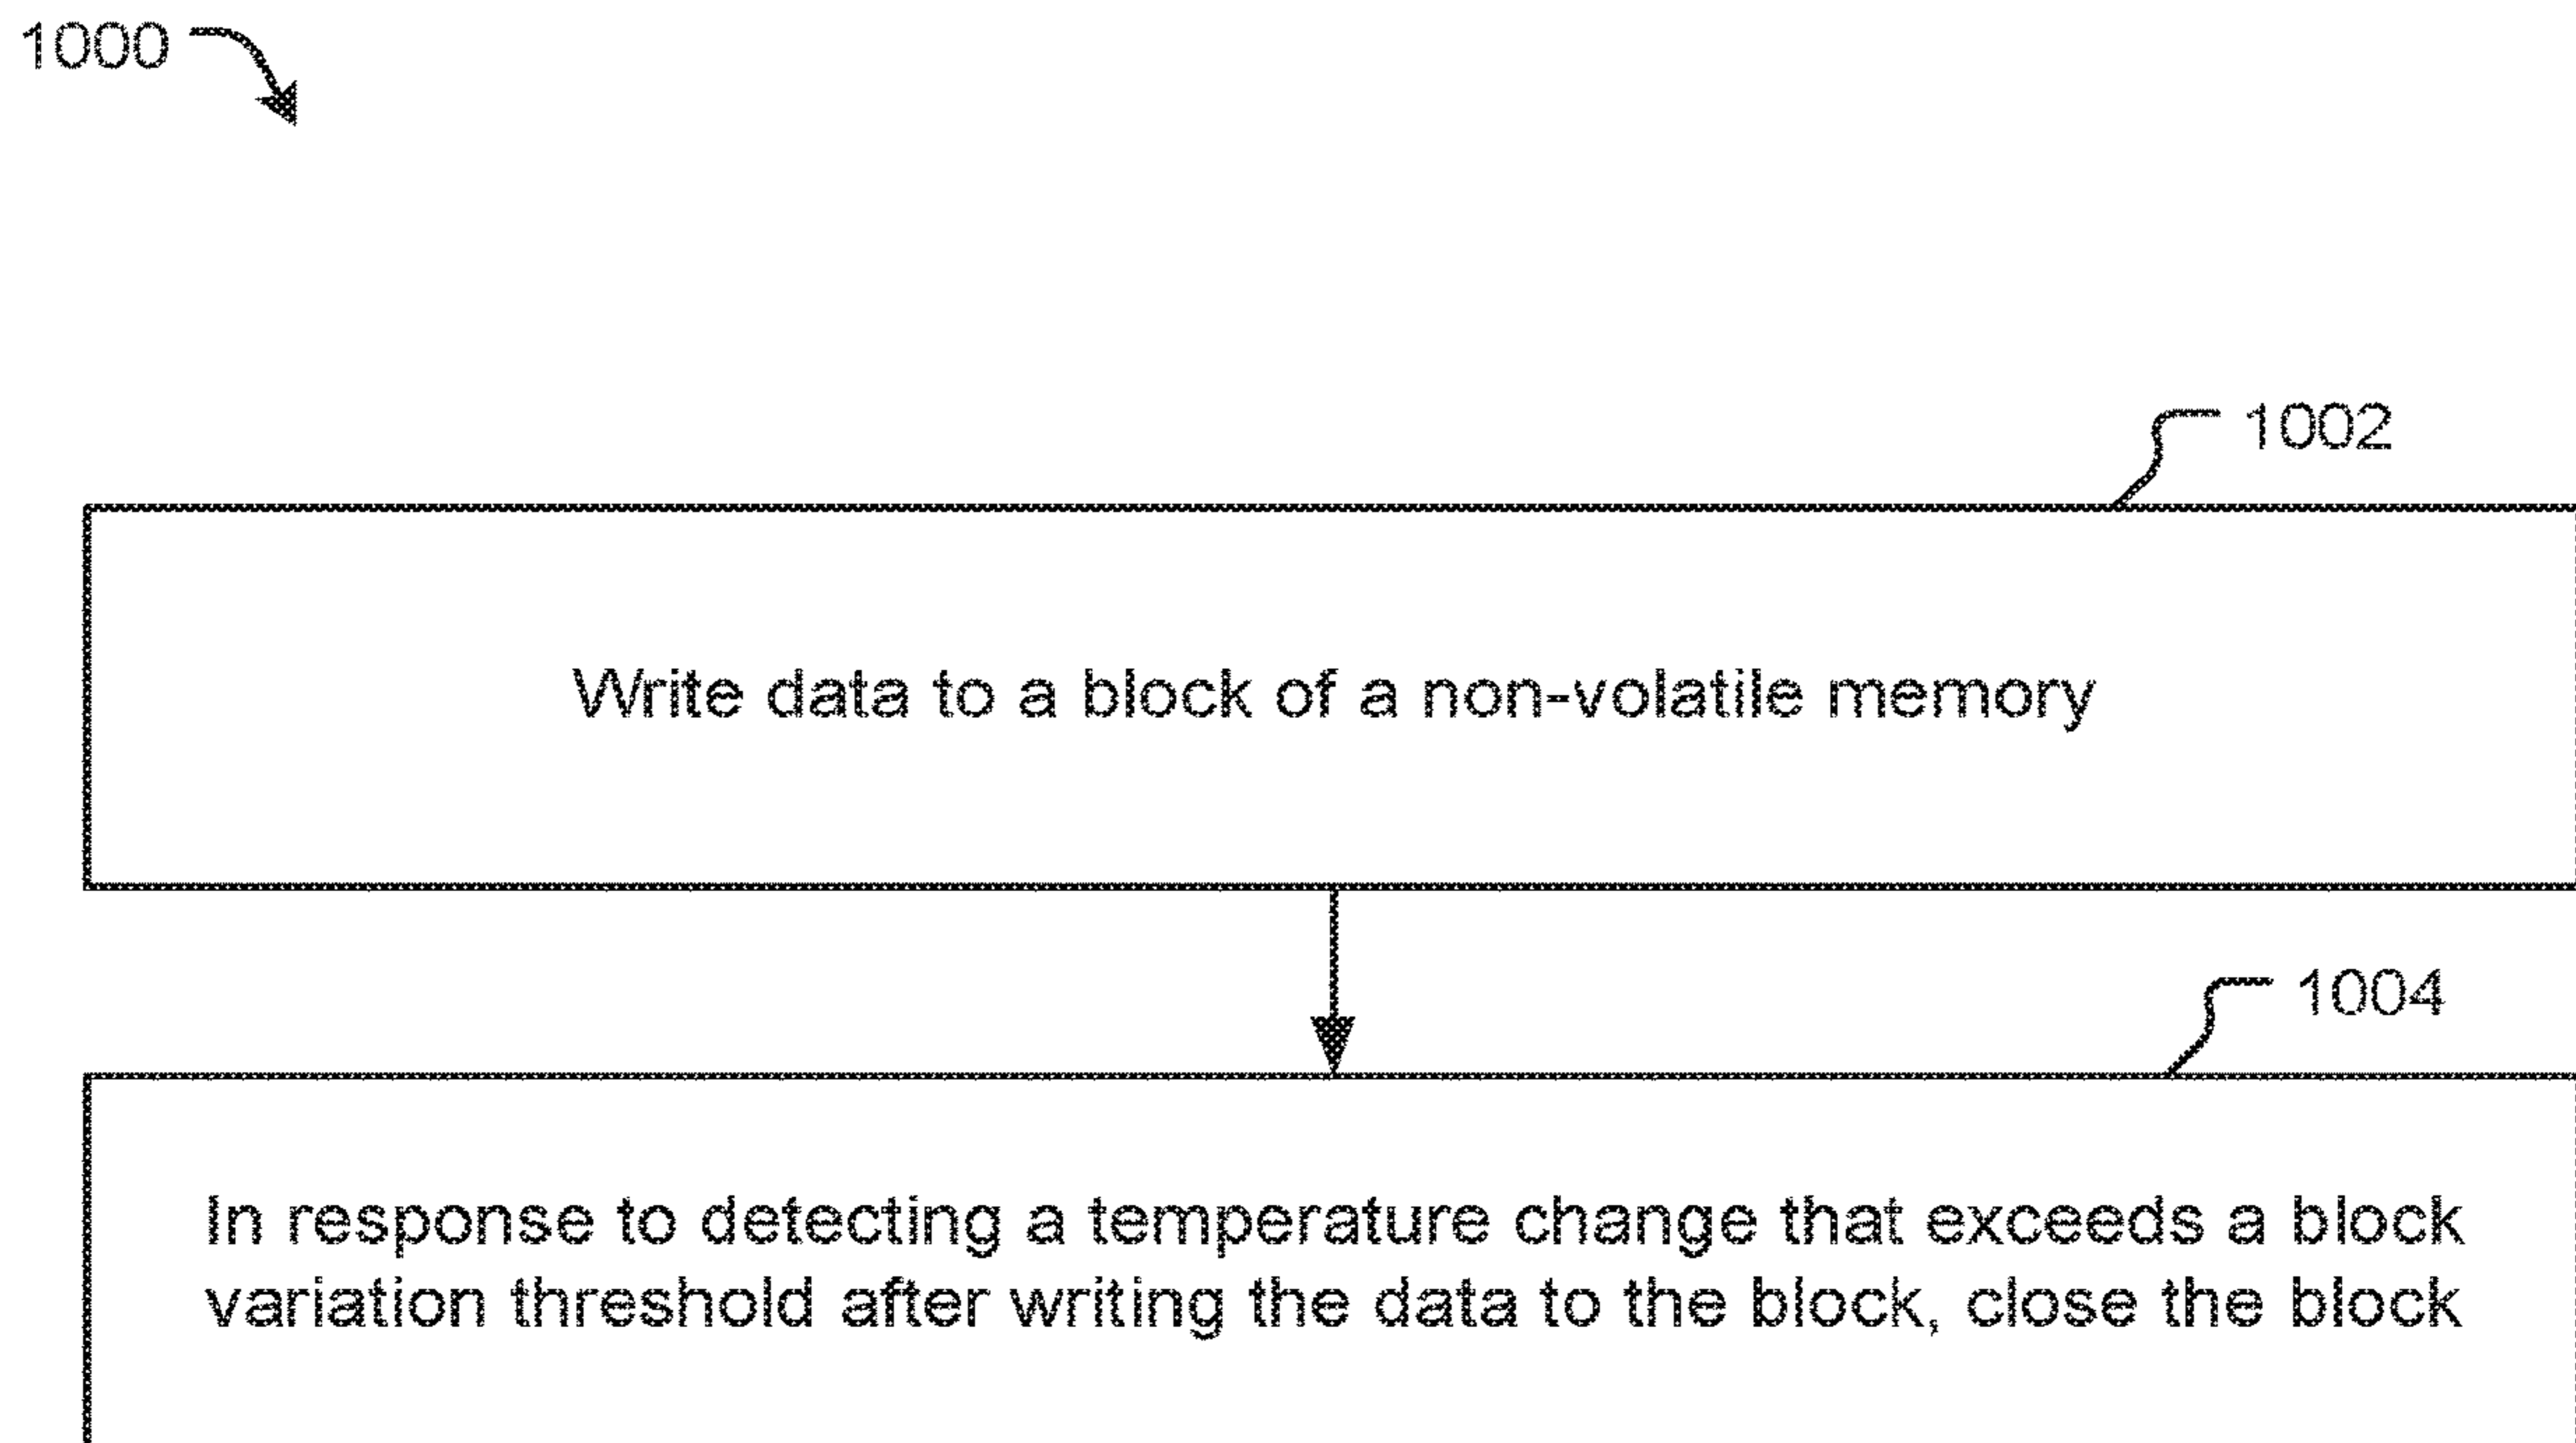 1000
1002
Write data to a block of a non-volatile memory
1004
In response to detecting a temperature change that exceeds a block
variation threshold after writing the data to the block, close the block